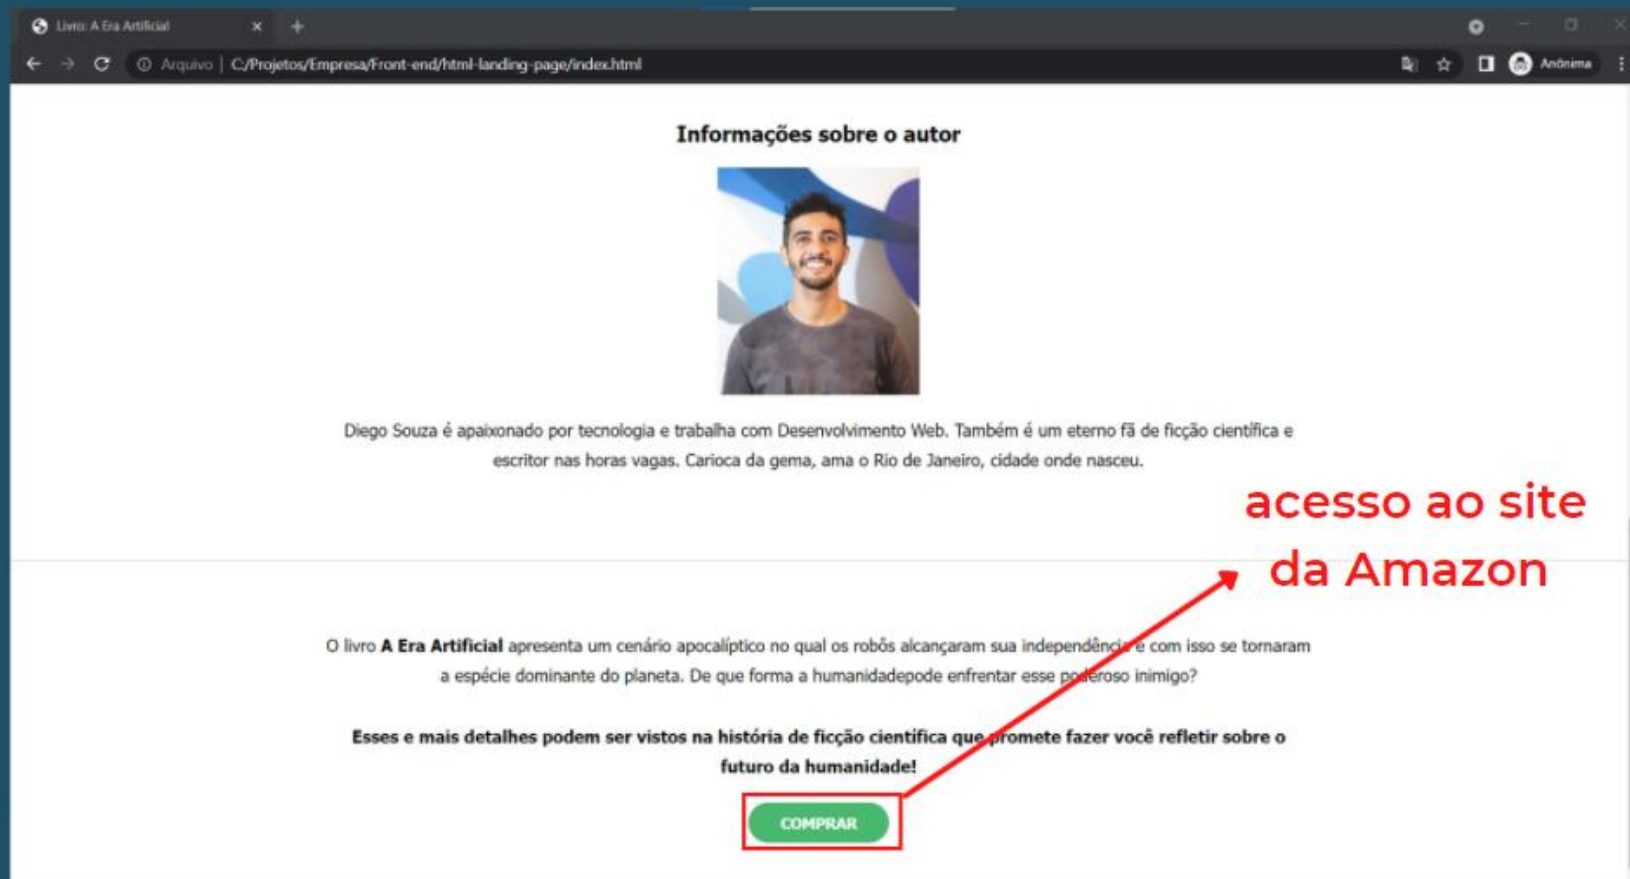 Livro: A Era Artificial
Arquivo | C:/Projetos/Empresa/Front-end/html-landing-page/index.html
Anônima
Informações sobre o autor
Diego Souza é apaixonado por tecnologia e trabalha com Desenvolvimento Web. Também é um eterno fã de ficção científica e
escritor nas horas vagas. Carioca da gema, ama o Rio de Janeiro, cidade onde nasceu.
acesso ao site
da Amazon
O livro A Era Artificial apresenta um cenário apocalíptico no qual os robôs alcançaram sua independência e com isso se tornaram
a espécie dominante do planeta. De que forma a humanidadepode enfrentar esse poderoso inimigo?
Esses e mais detalhes podem ser vistos na história de ficção científica que promete fazer você refletir sobre o
futuro da humanidade!
COMPRAR